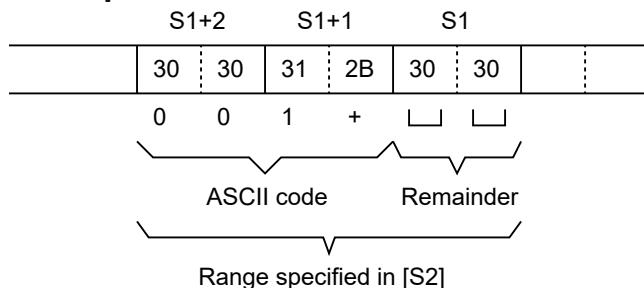 S1+2 S1+1 S1
30 30 31 2B 30 30
0 0 1 +
ASCII code Remainder
Range specified in [S2]